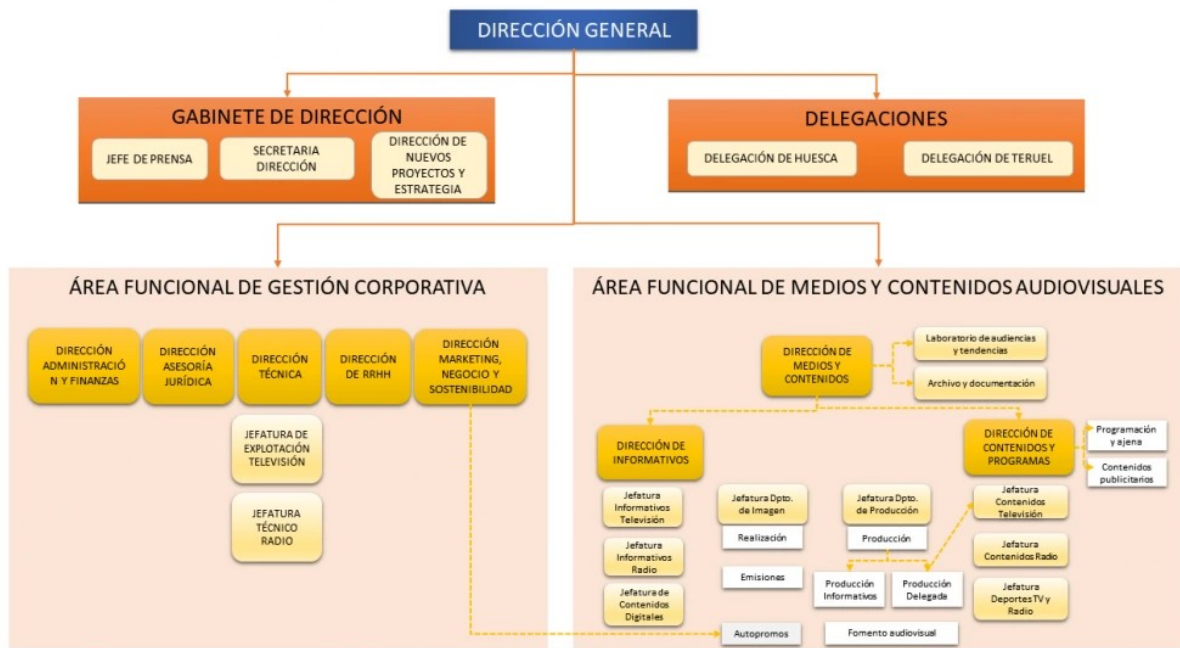 DIRECCIÓN GENERAL
GABINETE DE DIRECCIÓN
JEFE DE PRENSA
SECRETARIA
DIRECCIÓN
DIRECCIÓN DE
NUEVOS
PROYECTOS Y
ESTRATEGIA
DELEGACIONES
DELEGACIÓN DE HUESCA
DELEGACIÓN DE TERUEL
ÁREA FUNCIONAL DE GESTIÓN CORPORATIVA
DIRECCIÓN
ADMINISTRACIÓ
N Y FINANZAS
DIRECCIÓN
ASESORÍA
JURÍDICA
DIRECCIÓN
TÉCNICA
DIRECCIÓN
DE RRHH
DIRECCIÓN
MARKETING,
NEGOCIO Y
SOSTENIBILIDAD
JEFATURA DE
EXPLOTACIÓN
TELEVISIÓN
JEFATURA
TÉCNICO
RADIO
ÁREA FUNCIONAL DE MEDIOS Y CONTENIDOS AUDIOVISUALES
DIRECCIÓN DE
MEDIOS Y
CONTENIDOS
Laboratorio de audiencias
y tendencias
Archivo y documentación
DIRECCIÓN DE
INFORMATIVOS
DIRECCIÓN DE
CONTENIDOS Y
PROGRAMAS
Programación
y ajena
Contenidos
publicitarios
Jefatura
Informativos
Televisión
Jefatura
Informativos
Radio
Jefatura de
Contenidos
Digitales
Jefatura Dpto.
de Imagen
Realización
Emisiones
Autopromos
Jefatura Dpto.
de Producción
Producción
Producción
Informativos
Producción
Delegada
Fomento audiovisual
Jefatura
Contenidos
Televisión
Jefatura
Contenidos Radio
Jefatura
Deportes TV y
Radio